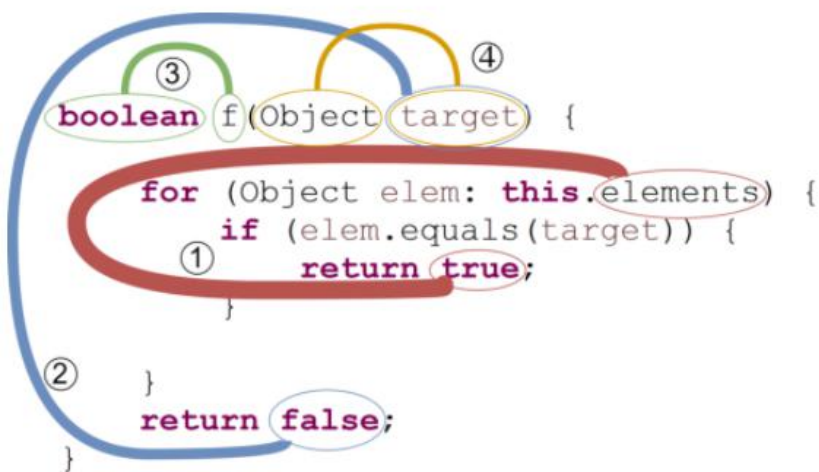 ③ ④
boolean f(Object target) {
for (Object elem: this.elements) {
if (elem.equals(target)) {
① return true;
}
② }
return false;
}